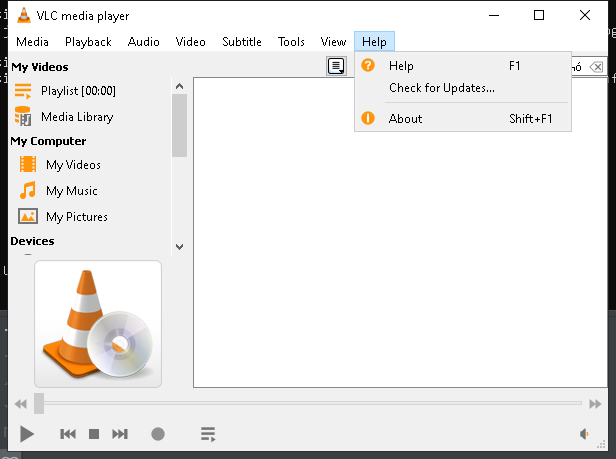 VLC media player
Media Playback Audio Video Subtitle Tools View Help
My Videos
Playlist [00:00]
Media Library
My Computer
My Videos
My Music
My Pictures
Devices
Help F1
Check for Updates...
About Shift+F1